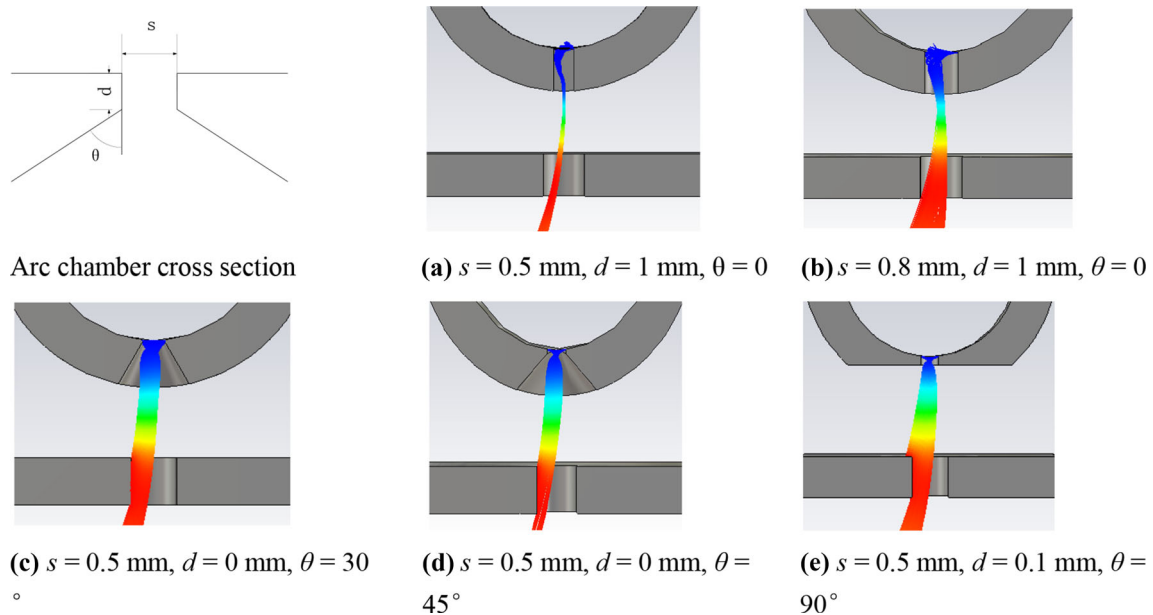 s
d
θ
Arc chamber cross section
(a) s = 0.5 mm, d = 1 mm, θ = 0
(b) s = 0.8 mm, d = 1 mm, θ = 0
(c) s = 0.5 mm, d = 0 mm, θ = 30
°
(d) s = 0.5 mm, d = 0 mm, θ =
45°
(e) s = 0.5 mm, d = 0.1 mm, θ =
90°